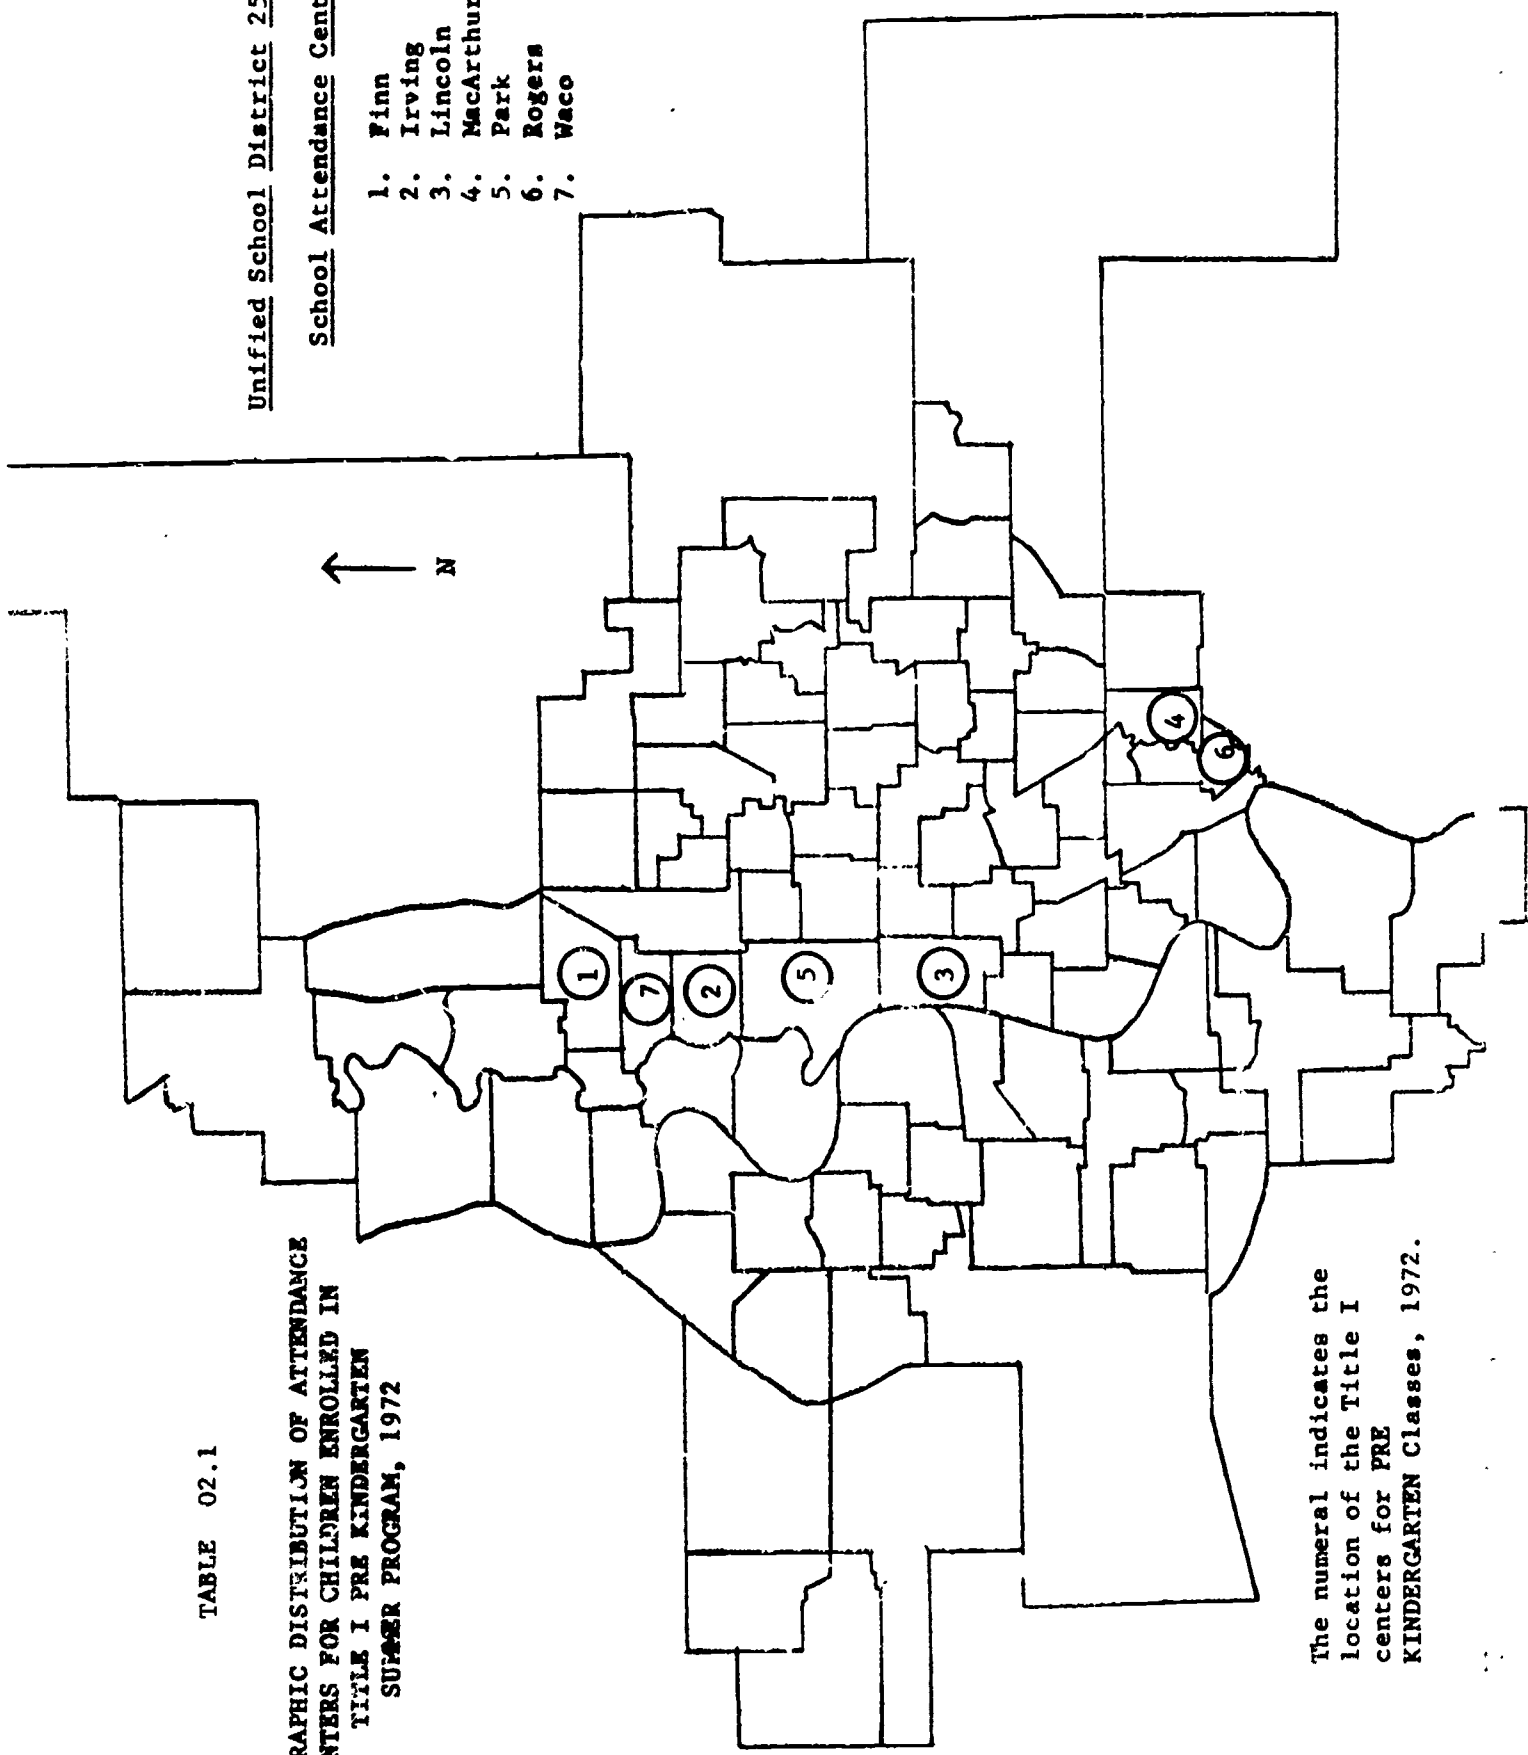 TABLE 02.1
RAPHIC DISTRIBUTION OF ATTENDANCE
NTERS FOR CHILDREN ENROLLED IN
TITLE I PRE KINDERGARTEN
SUMMER PROGRAM, 1972
Unified School District 25
School Attendance Cent
1. Finn
2. Irving
3. Lincoln
4. MacArthur
5. Park
6. Rogers
7. Waco
N
1
7
2
5
3
4
6
The numeral indicates the
location of the Title I
centers for PRE
KINDERGARTEN Classes, 1972.